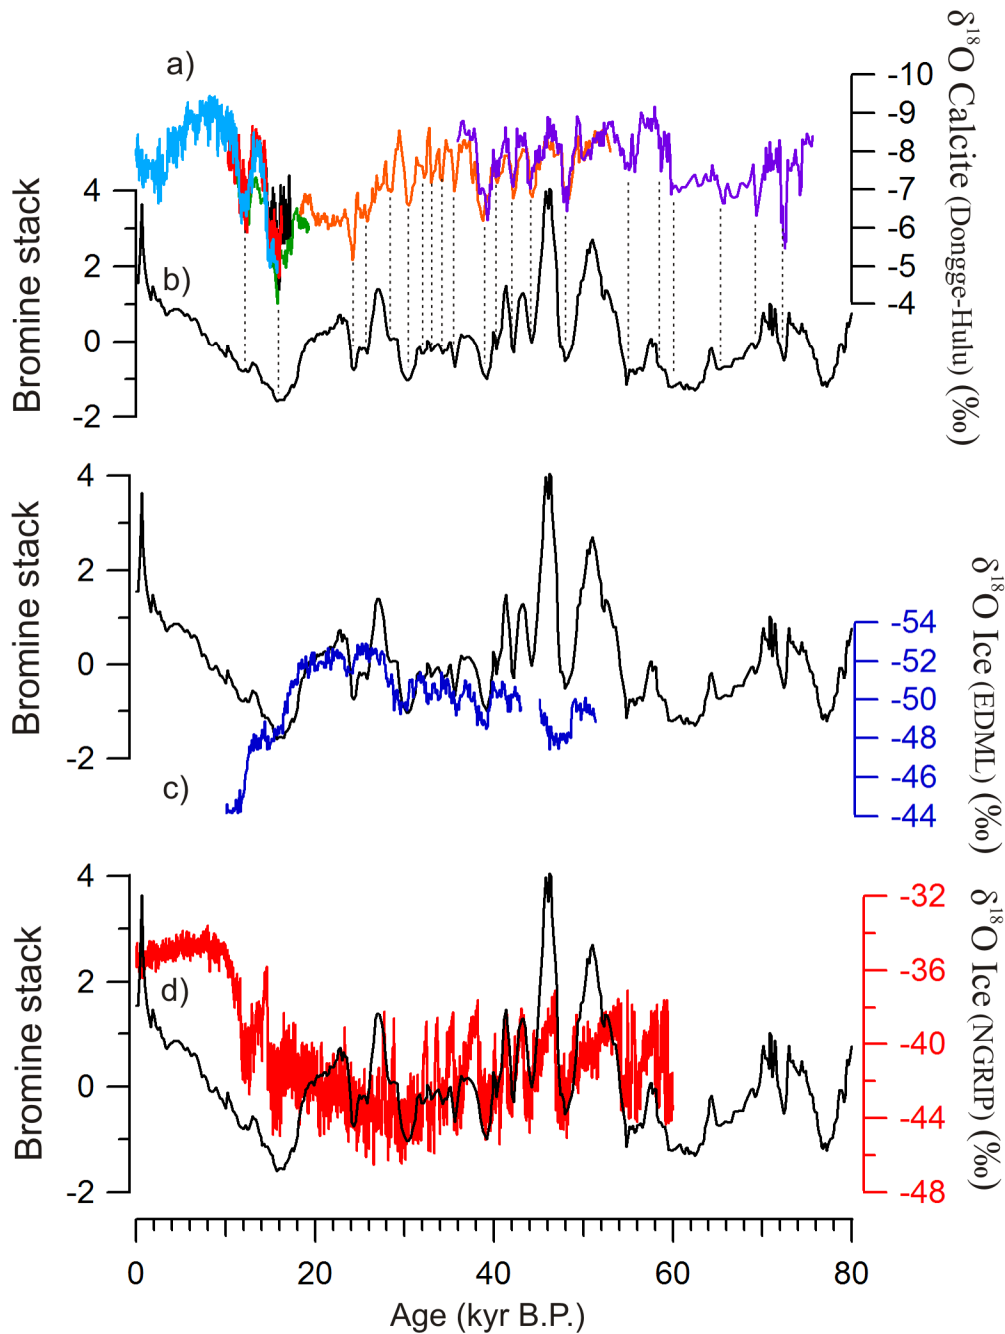 a)
-10
-9
-8
-7
-6
-5
-4
δ18O Calcite (Dongge-Hulu) (‰)
4
2
0
-2
Bromine stack
b)
4
2
0
-2
Bromine stack
c)
-54
-52
-50
-48
-46
-44
δ18O Ice (EDML) (‰)
4
2
0
-2
Bromine stack
d)
-32
-36
-40
-44
-48
δ18O Ice (NGRIP) (‰)
0 20 40 60 80
Age (kyr B.P.)